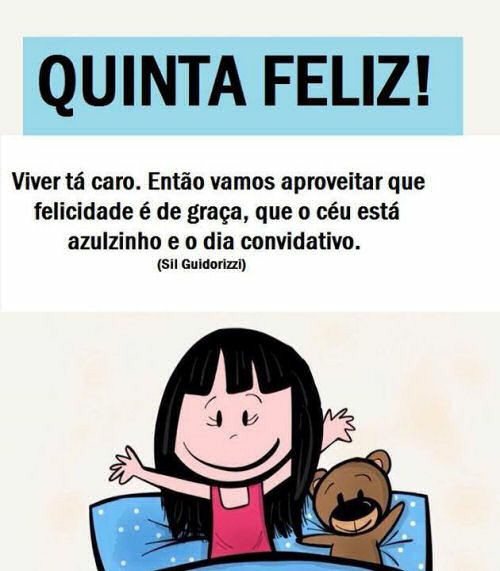 QUINTA FELIZ!
Viver tá caro. Então vamos aproveitar que
felicidade é de graça, que o céu está
azulzinho e o dia convidativo.
(Sil Guidorizzi)